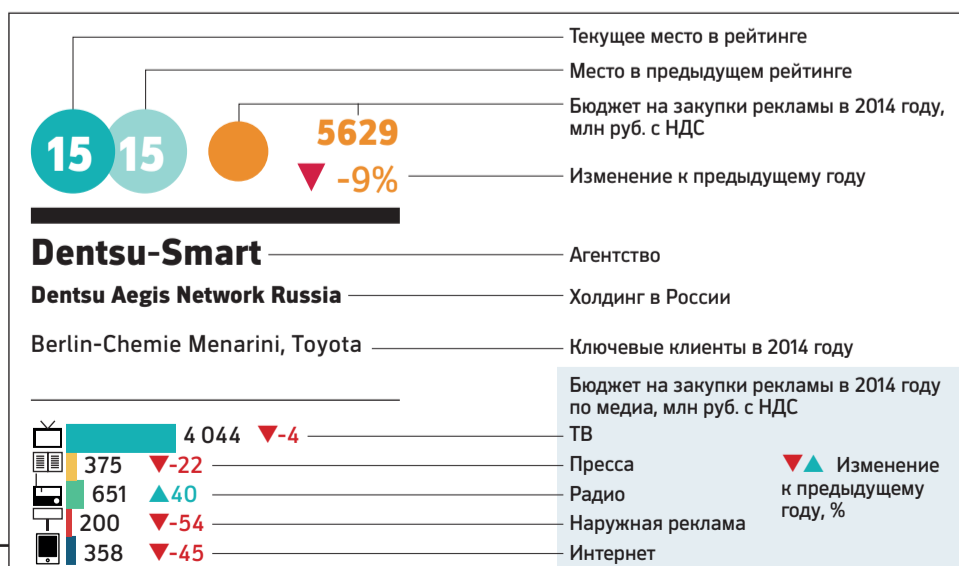 Текущее место в рейтинге
Место в предыдущем рейтинге
Бюджет на закупки рекламы в 2014 году,
млн руб. с НДС
15 15 5629
▼ -9% Изменение к предыдущему году
Dentsu-Smart Агентство
Dentsu Aegis Network Russia Холдинг в России
Berlin-Chemie Menarini, Toyota Ключевые клиенты в 2014 году
Бюджет на закупки рекламы в 2014 году
по медиа, млн руб. с НДС
4 044 ▼-4 ТВ
375 ▼-22 Пресса
651 ▲40 Радио
200 ▼-54 Наружная реклама
358 ▼-45 Интернет
▼▲ Изменение
к предыдущему
году, %